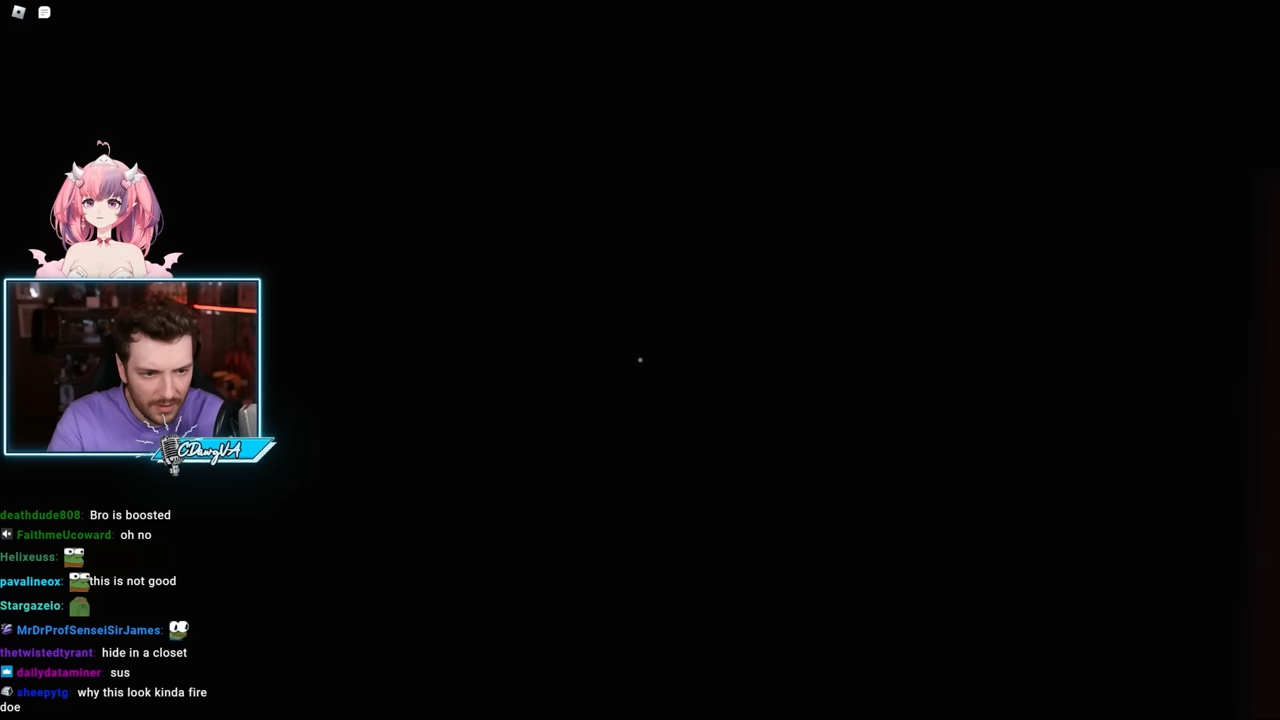 CDawgVA
deathdude808: Bro is boosted
FaithmeUcoward: oh no
Helixeuss:
pavalineox: this is not good
Stargazeio:
MrDrProfSenseiSirJames:
thetwistedtyrant: hide in a closet
dailydataminer: sus
sheepytg: why this look kinda fire
doe